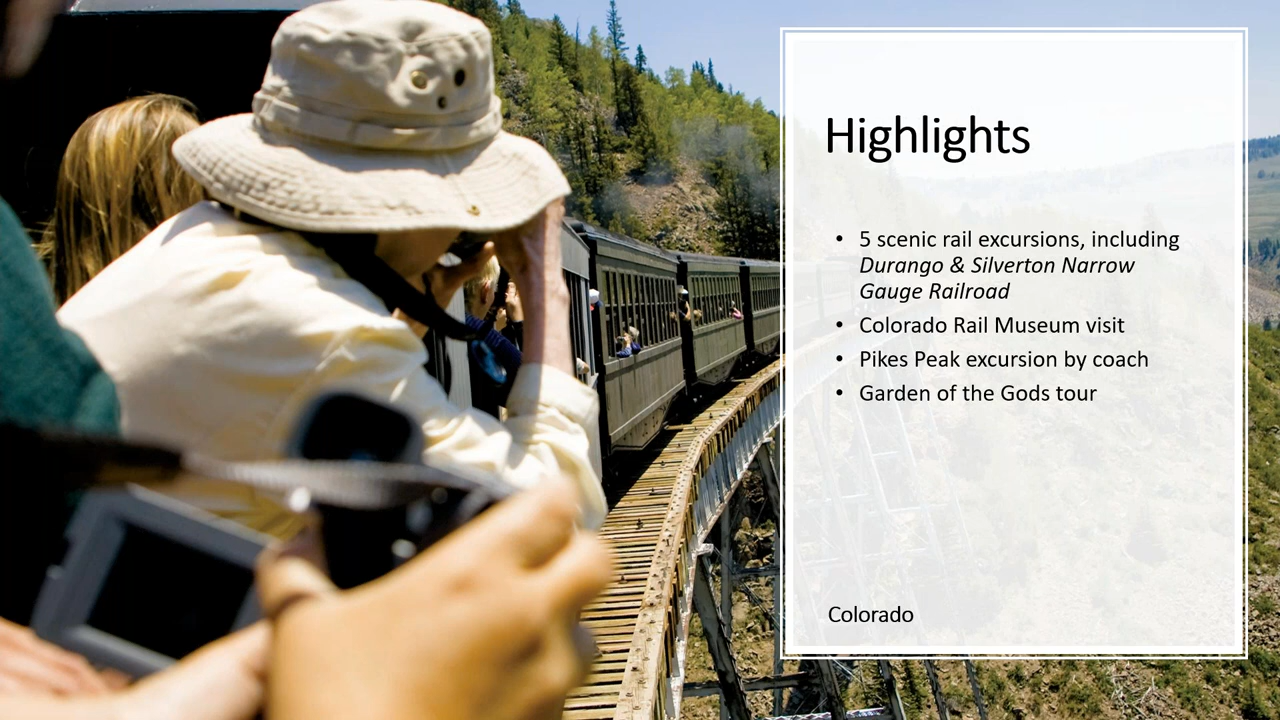 Highlights
• 5 scenic rail excursions, including
Durango & Silverton Narrow
Gauge Railroad
• Colorado Rail Museum visit
• Pikes Peak excursion by coach
• Garden of the Gods tour
Colorado